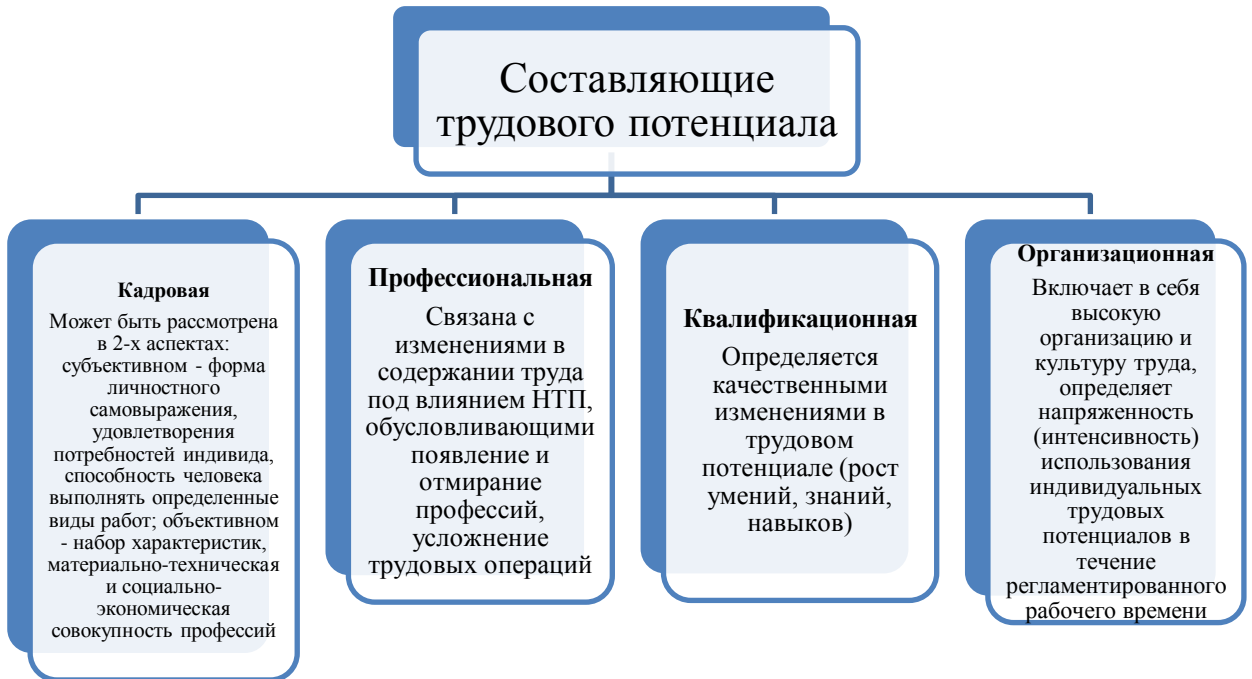 Составляющие
трудового потенциала
Кадровая
Может быть рассмотрена
в 2-х аспектах:
субъективном - форма
личностного
самовыражения,
удовлетворения
потребностей индивида,
способность человека
выполнять определенные
виды работ; объективном
- набор характеристик,
материально-техническая
и социально-
экономическая
совокупность профессий
Профессиональная
Связана с
изменениями в
содержании труда
под влиянием НТП,
обусловливающими
появление и
отмирание
профессий,
усложнение
трудовых операций
Квалификационная
Определяется
качественными
изменениями в
трудовом
потенциале (рост
умений, знаний,
навыков)
Организационная
Включает в себя
высокую
организацию и
культуру труда,
определяет
напряженность
(интенсивность)
использования
индивидуальных
трудовых
потенциалов в
течение
регламентированного
рабочего времени